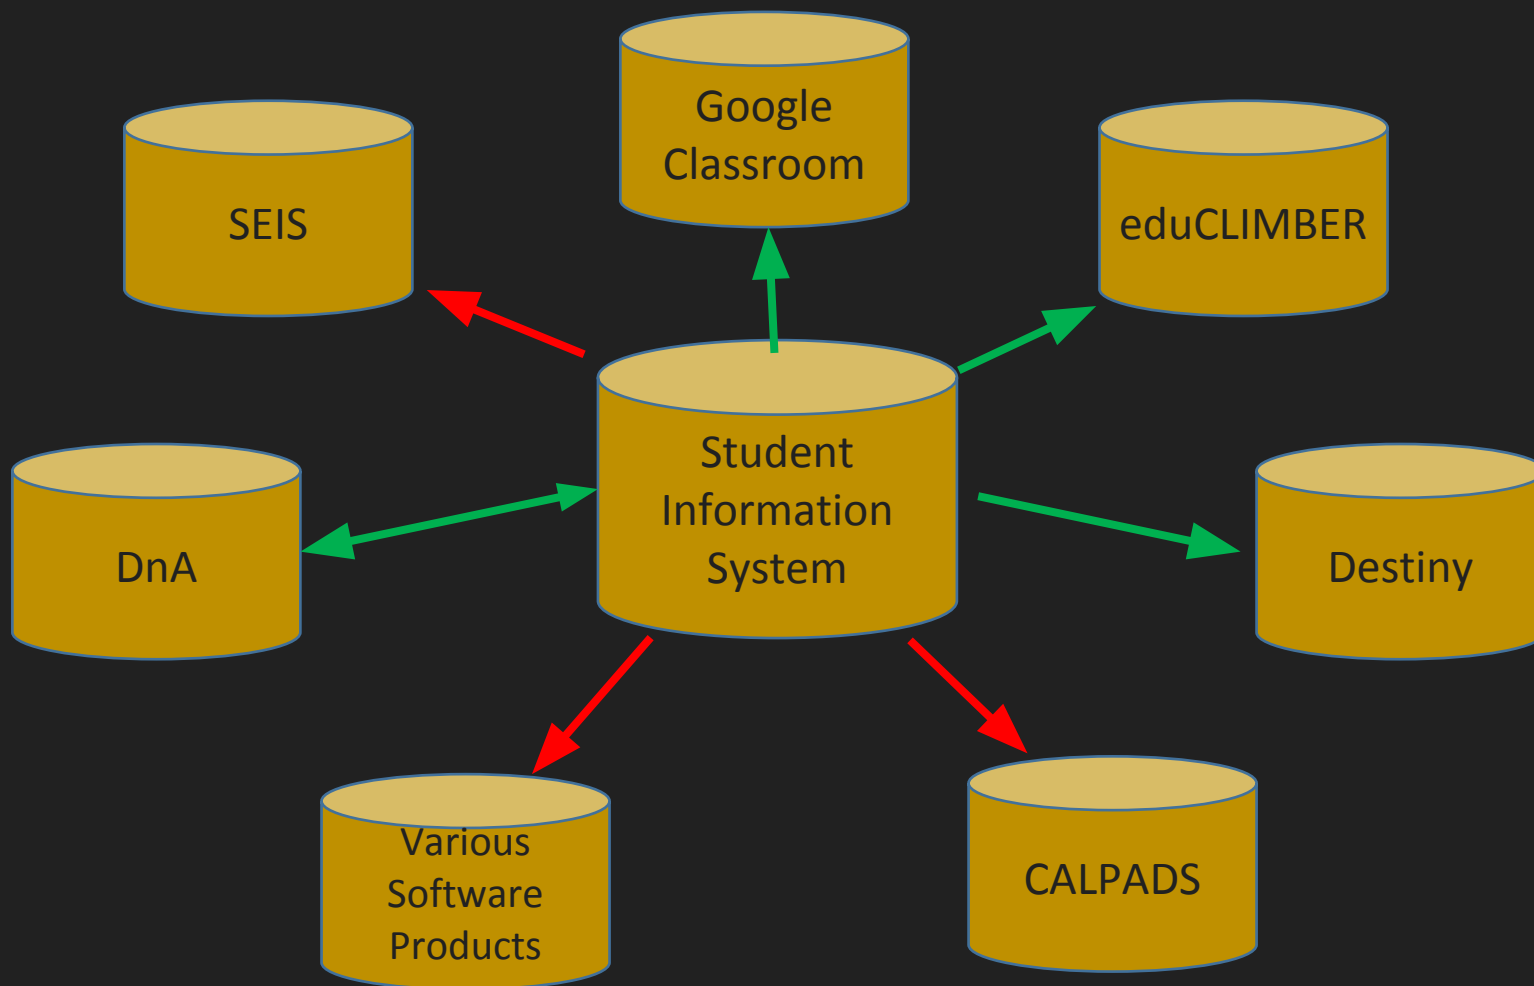 Google
Classroom
SEIS
eduCLIMBER
Student
Information
System
DnA
Destiny
Various
Software
Products
CALPADS